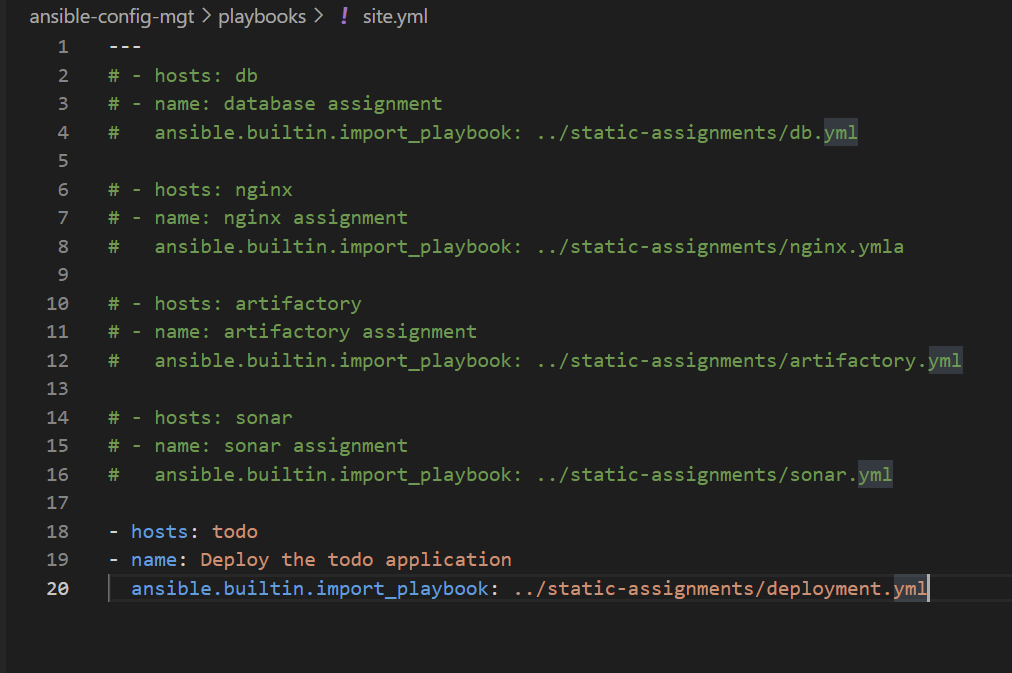 ansible-config-mgt > playbooks > ! site.yml
1 ---
2 # - hosts: db
3 # - name: database assignment
4 #   ansible.builtin.import_playbook: ../static-assignments/db.yml
5
6 # - hosts: nginx
7 # - name: nginx assignment
8 #   ansible.builtin.import_playbook: ../static-assignments/nginx.ymla
9
10 # - hosts: artifactory
11 # - name: artifactory assignment
12 #   ansible.builtin.import_playbook: ../static-assignments/artifactory.yml
13
14 # - hosts: sonar
15 # - name: sonar assignment
16 #   ansible.builtin.import_playbook: ../static-assignments/sonar.yml
17
18 - hosts: todo
19 - name: Deploy the todo application
20   ansible.builtin.import_playbook: ../static-assignments/deployment.yml